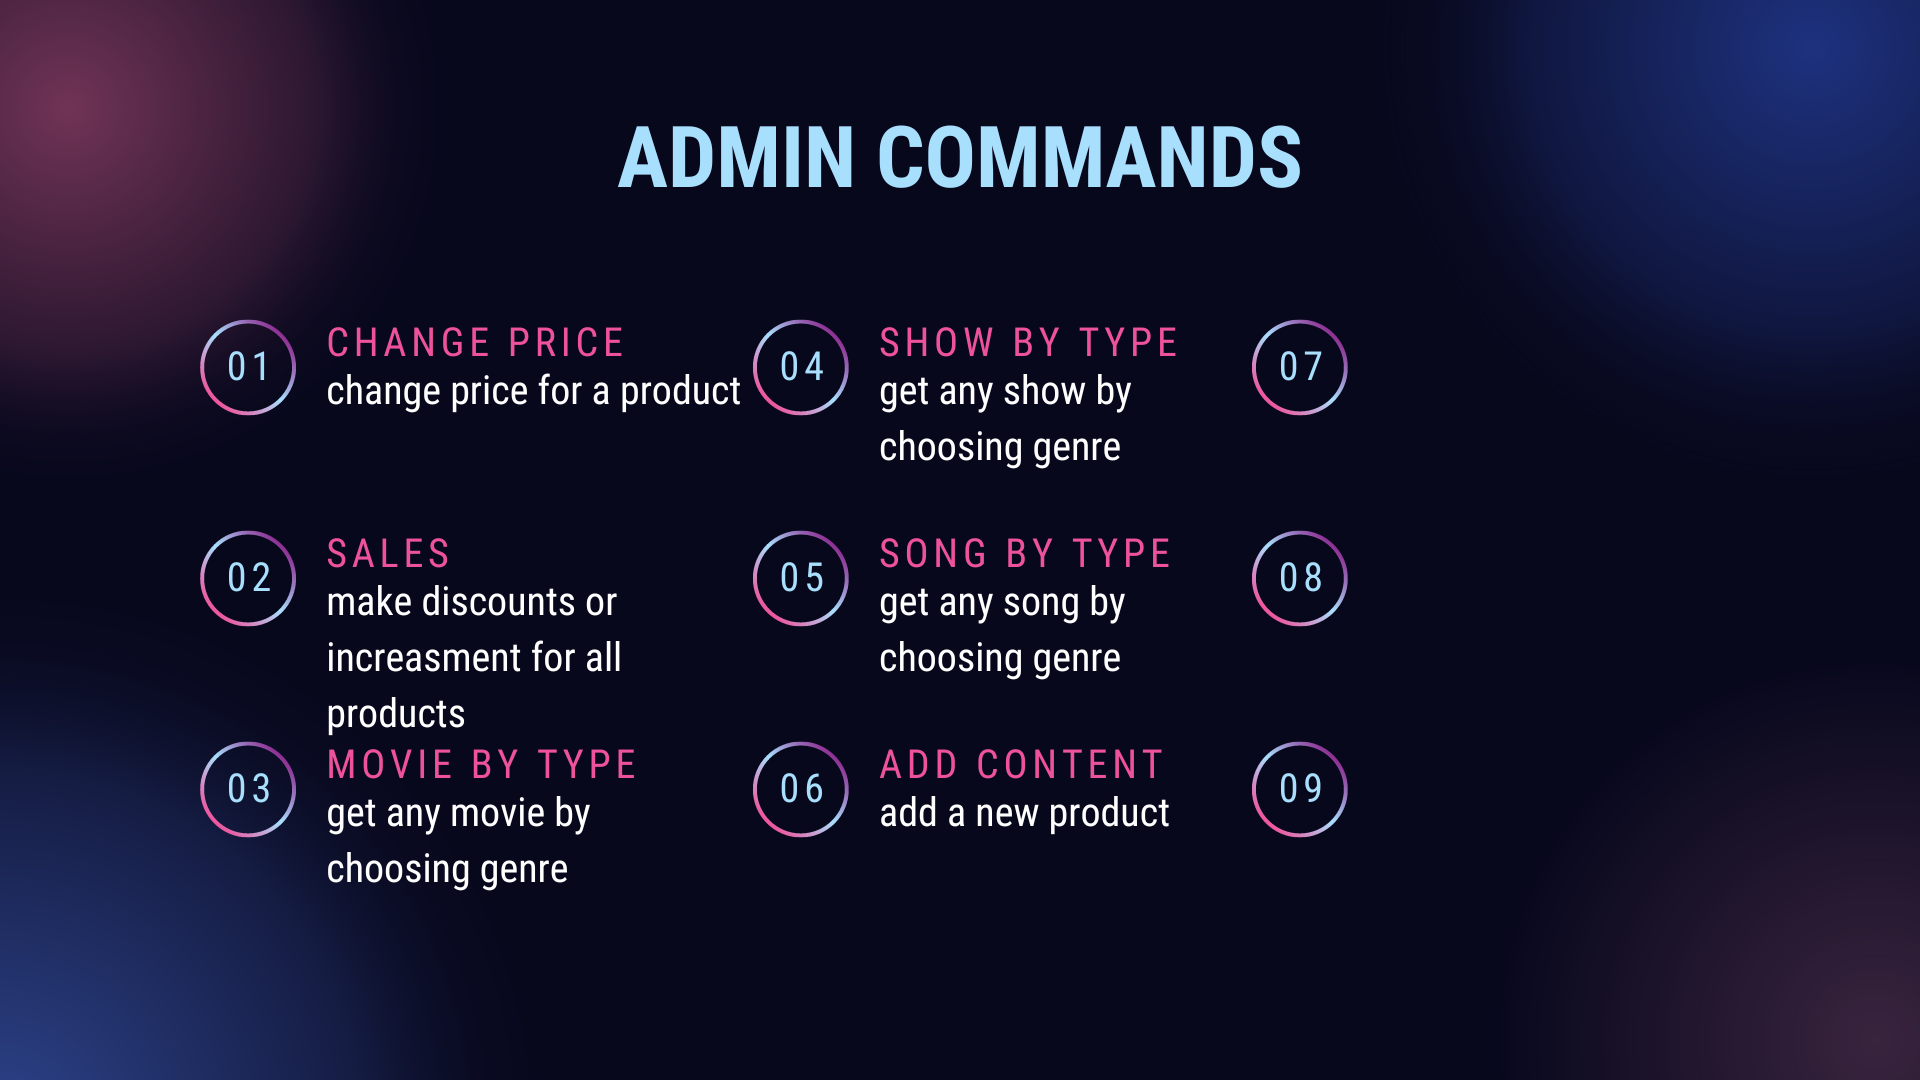 ADMIN COMMANDS
01
CHANGE PRICE
change price for a product
02
SALES
make discounts or
increasment for all
products
03
MOVIE BY TYPE
get any movie by
choosing genre
04
SHOW BY TYPE
get any show by
choosing genre
05
SONG BY TYPE
get any song by
choosing genre
06
ADD CONTENT
add a new product
07
08
09